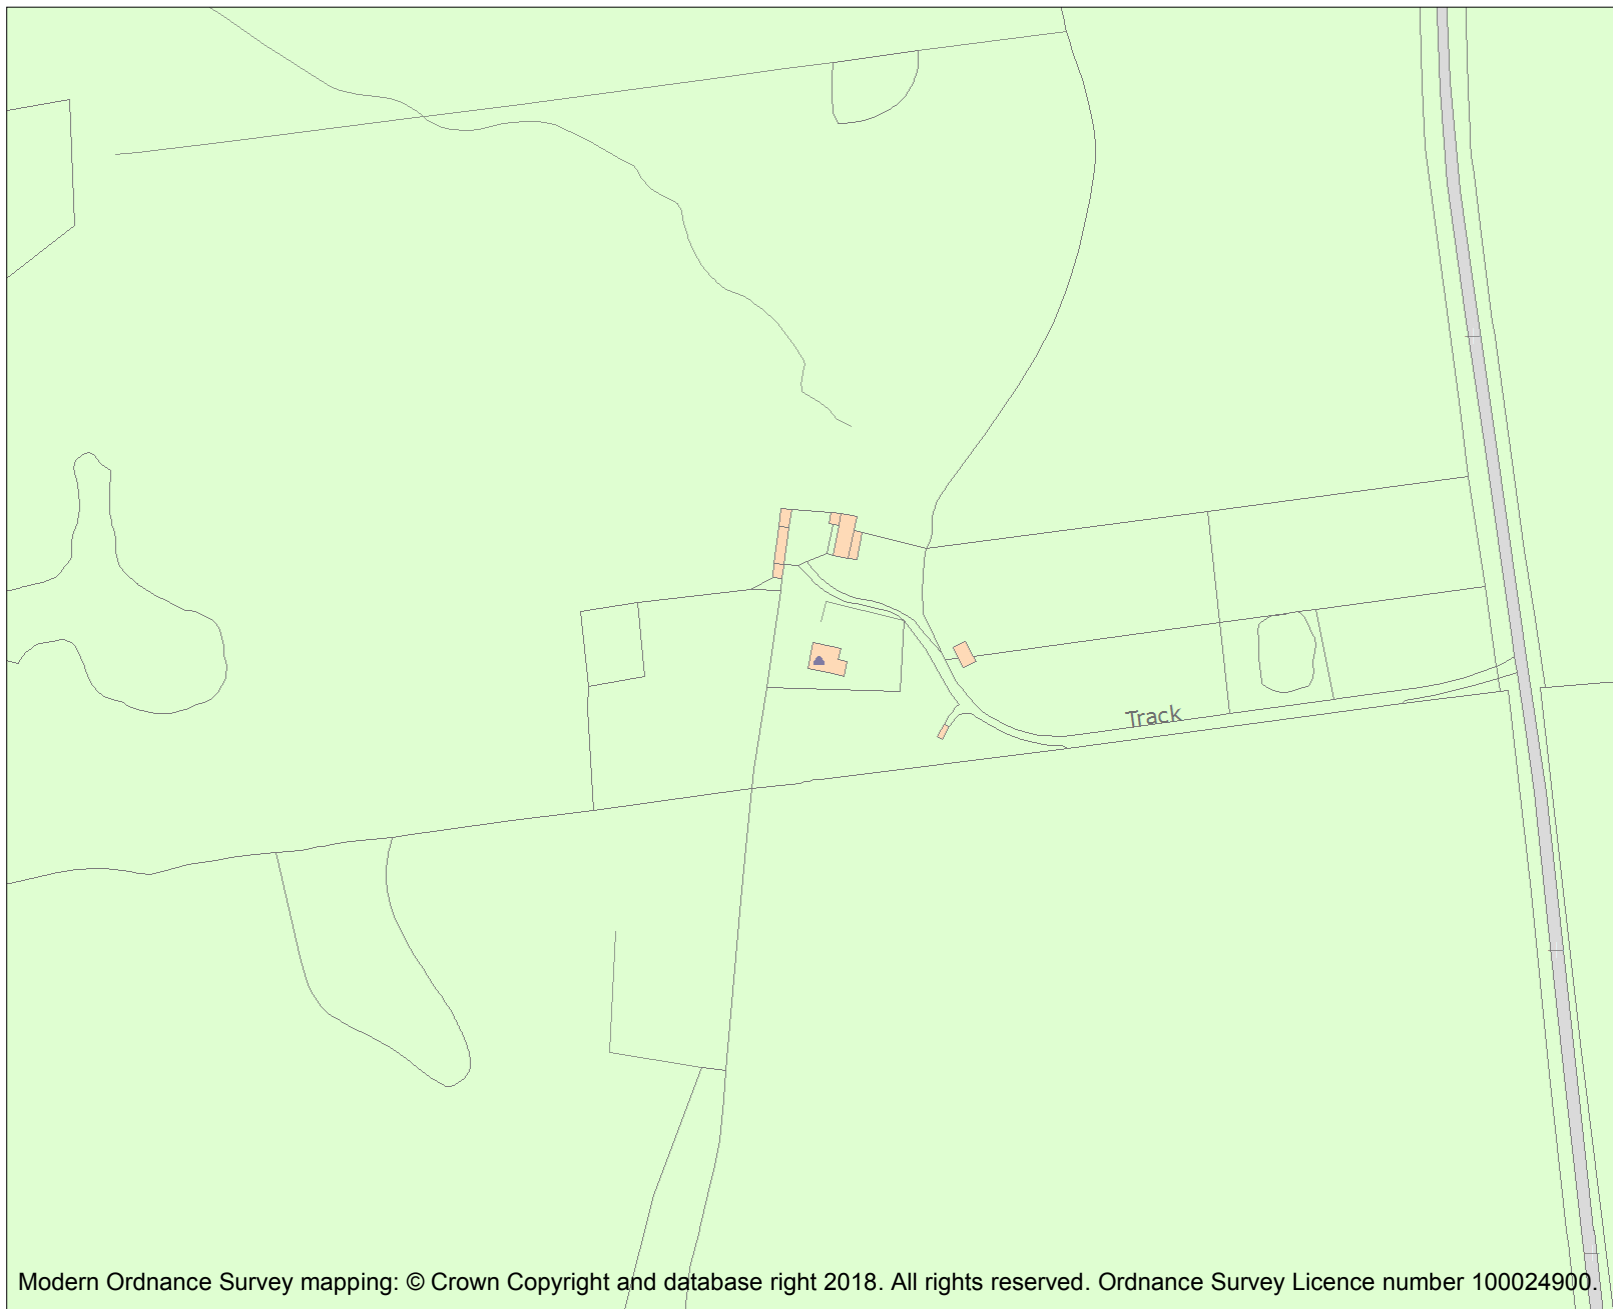 Track
Modern Ordnance Survey mapping: © Crown Copyright and database right 2018. All rights reserved. Ordnance Survey Licence number 100024900.